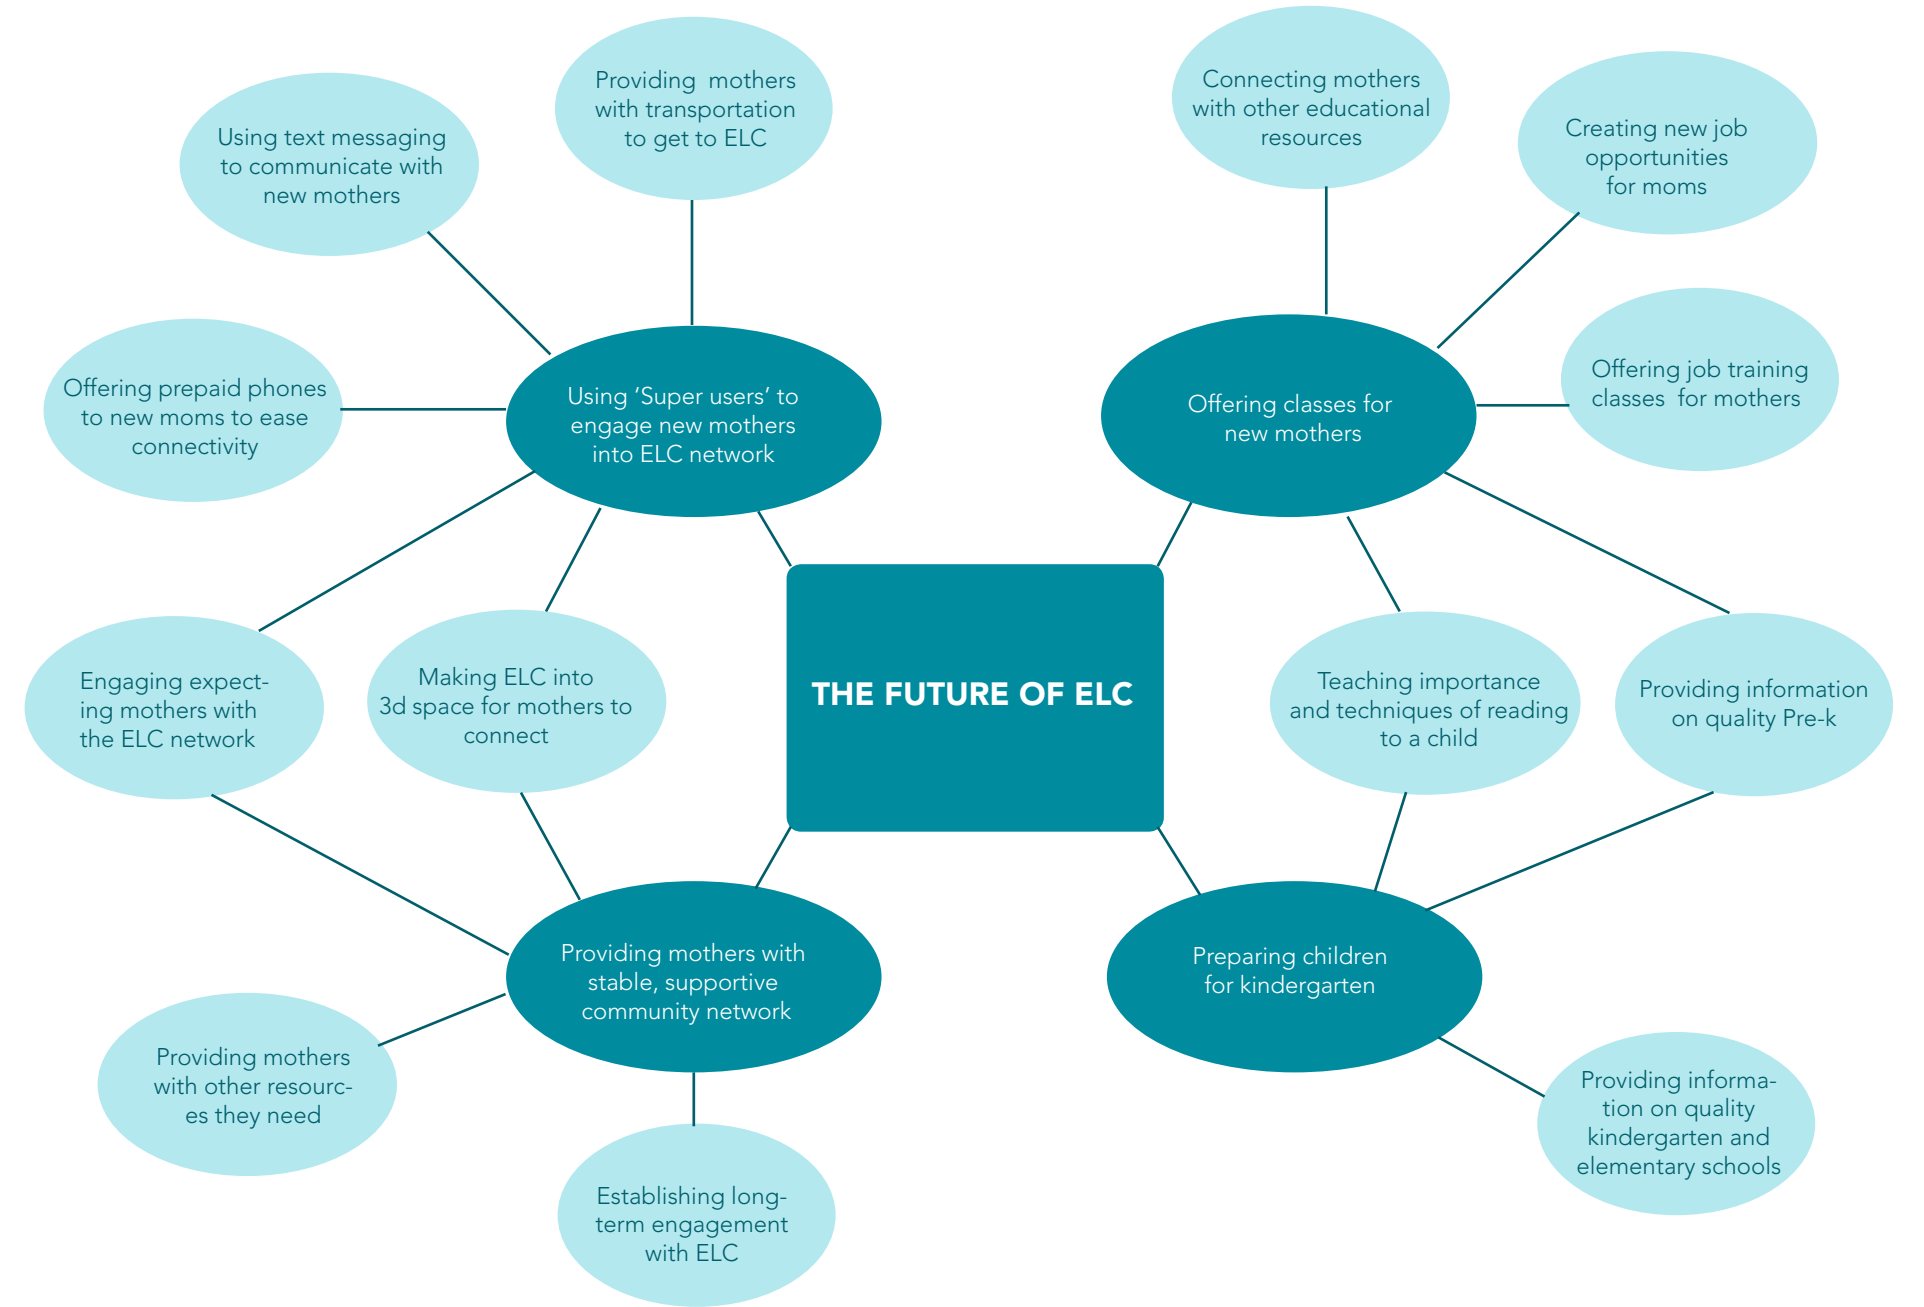 Providing  mothers
with transportation
to get to ELC
Connecting mothers
with other educational
resources
Using text messaging
to communicate with
new mothers
Creating new job
opportunities
for moms
Offering prepaid phones
to new moms to ease
connectivity
Using ‘Super users’ to
engage new mothers
into ELC network
Offering classes for
new mothers
Offering job training
classes  for mothers
Engaging expect-
ing mothers with
the ELC network
Making ELC into
3d space for mothers to
connect
THE FUTURE OF ELC
Teaching importance
and techniques of reading
to a child
Providing information
on quality Pre-k
Providing mothers with
stable, supportive
community network
Preparing children
for kindergarten
Providing mothers
with other resourc-
es they need
Providing informa-
tion on quality
kindergarten and
elementary schools
Establishing long-
term engagement
with ELC